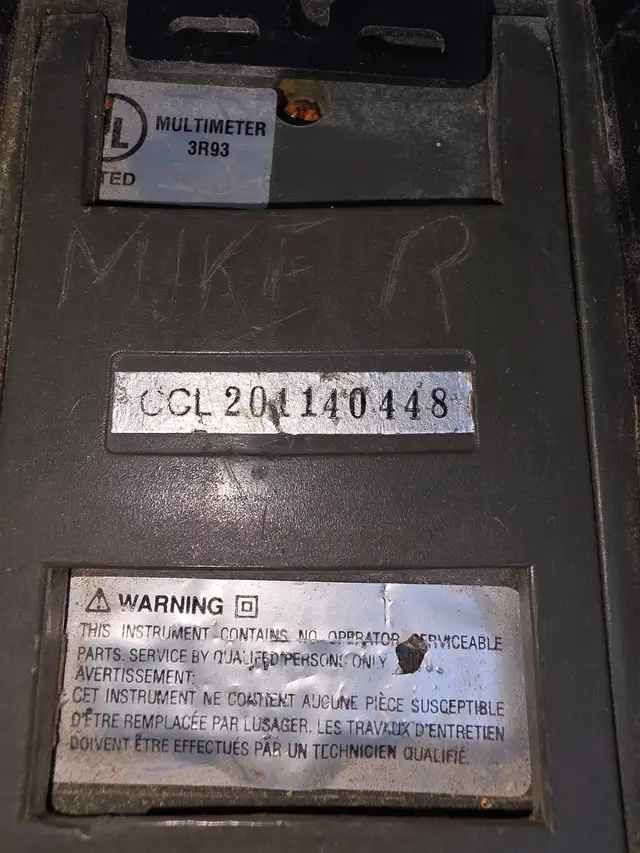 UL MULTIMETER
3R93
TED
MIKE R
CCL 201140448
WARNING
THIS INSTRUMENT CONTAINS NO OPERATOR SERVICEABLE
PARTS. SERVICE BY QUALIFED PERSONS ONLY
AVERTISSEMENT:
CET INSTRUMENT NE CONTIENT AUCUNE PIÈCE SUSCEPTIBLE
D'ÊTRE REMPLACÉE PAR LUSAGER. LES TRAVAUX D'ENTRETIEN
DOIVENT ÊTRE EFFECTUÉS PAR UN TECHNICIEN QUALIFIÉ.